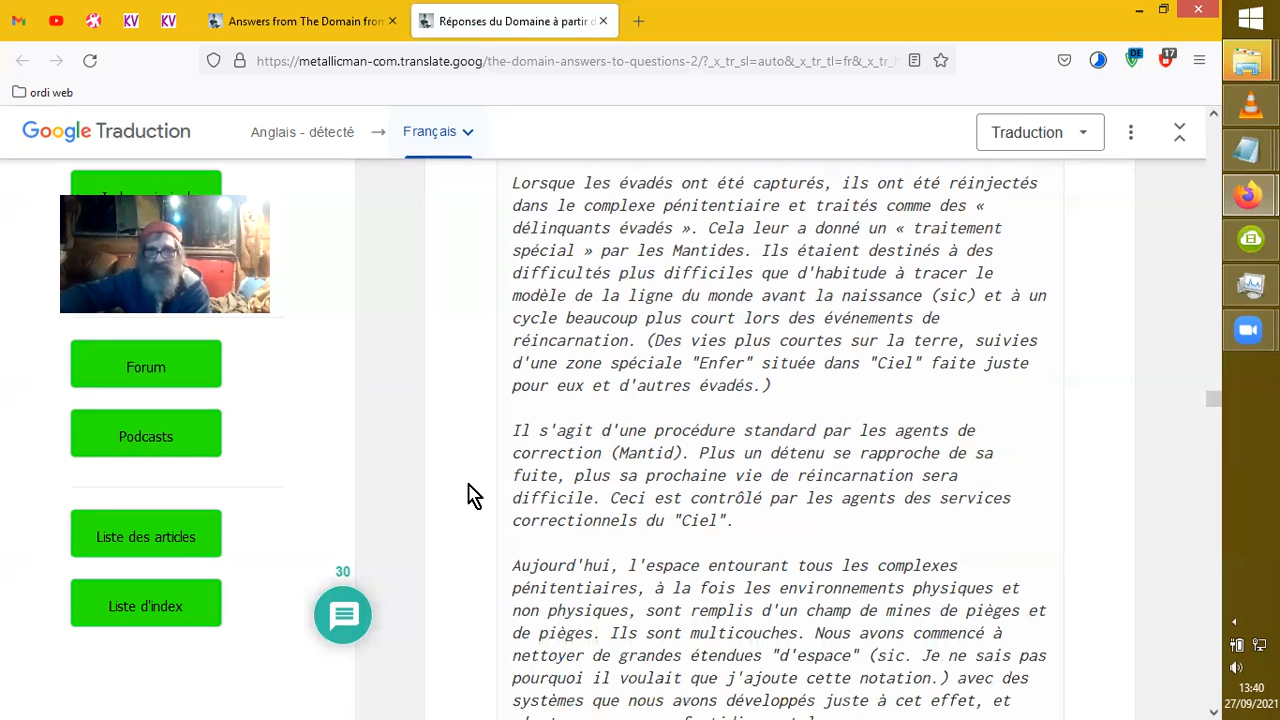 Answers from The Domain fron
Réponses du Domaine à partir d
https://metallicman-com.translate.goog/the-domain-answers-to-questions-2/?_x_tr_sl=auto&_x_tr_tl=fr&_x_tr_h
DE
17
ordi web
Google Traduction
Anglais - détecté
Français
Traduction
Lorsque les évadés ont été capturés, ils ont été réinjectés
dans le complexe pénitentiaire et traités comme des «
délinquants évadés ». Cela leur a donné un « traitement
spécial » par les Mantides. Ils étaient destinés à des
difficultés plus difficiles que d'habitude à tracer le
modèle de la ligne du monde avant la naissance (sic) et à un
cycle beaucoup plus court lors des événements de
réincarnation. (Des vies plus courtes sur la terre, suivies
d'une zone spéciale "Enfer" située dans "Ciel" faite juste
pour eux et d'autres évadés.)
Il s'agit d'une procédure standard par les agents de
correction (Mantid). Plus un détenu se rapproche de sa
fuite, plus sa prochaine vie de réincarnation sera
difficile. Ceci est contrôlé par les agents des services
correctionnels du "Ciel".
Aujourd'hui, l'espace entourant tous les complexes
pénitentiaires, à la fois les environnements physiques et
non physiques, sont remplis d'un champ de mines de pièges et
de pièges. Ils sont multicouches. Nous avons commencé à
nettoyer de grandes étendues "d'espace" (sic. Je ne sais pas
pourquoi il voulait que j'ajoute cette notation.) avec des
systèmes que nous avons développés juste à cet effet, et
Forum
Podcasts
Liste des articles
Liste d'index
30
KV
KV
13:40
27/09/2021